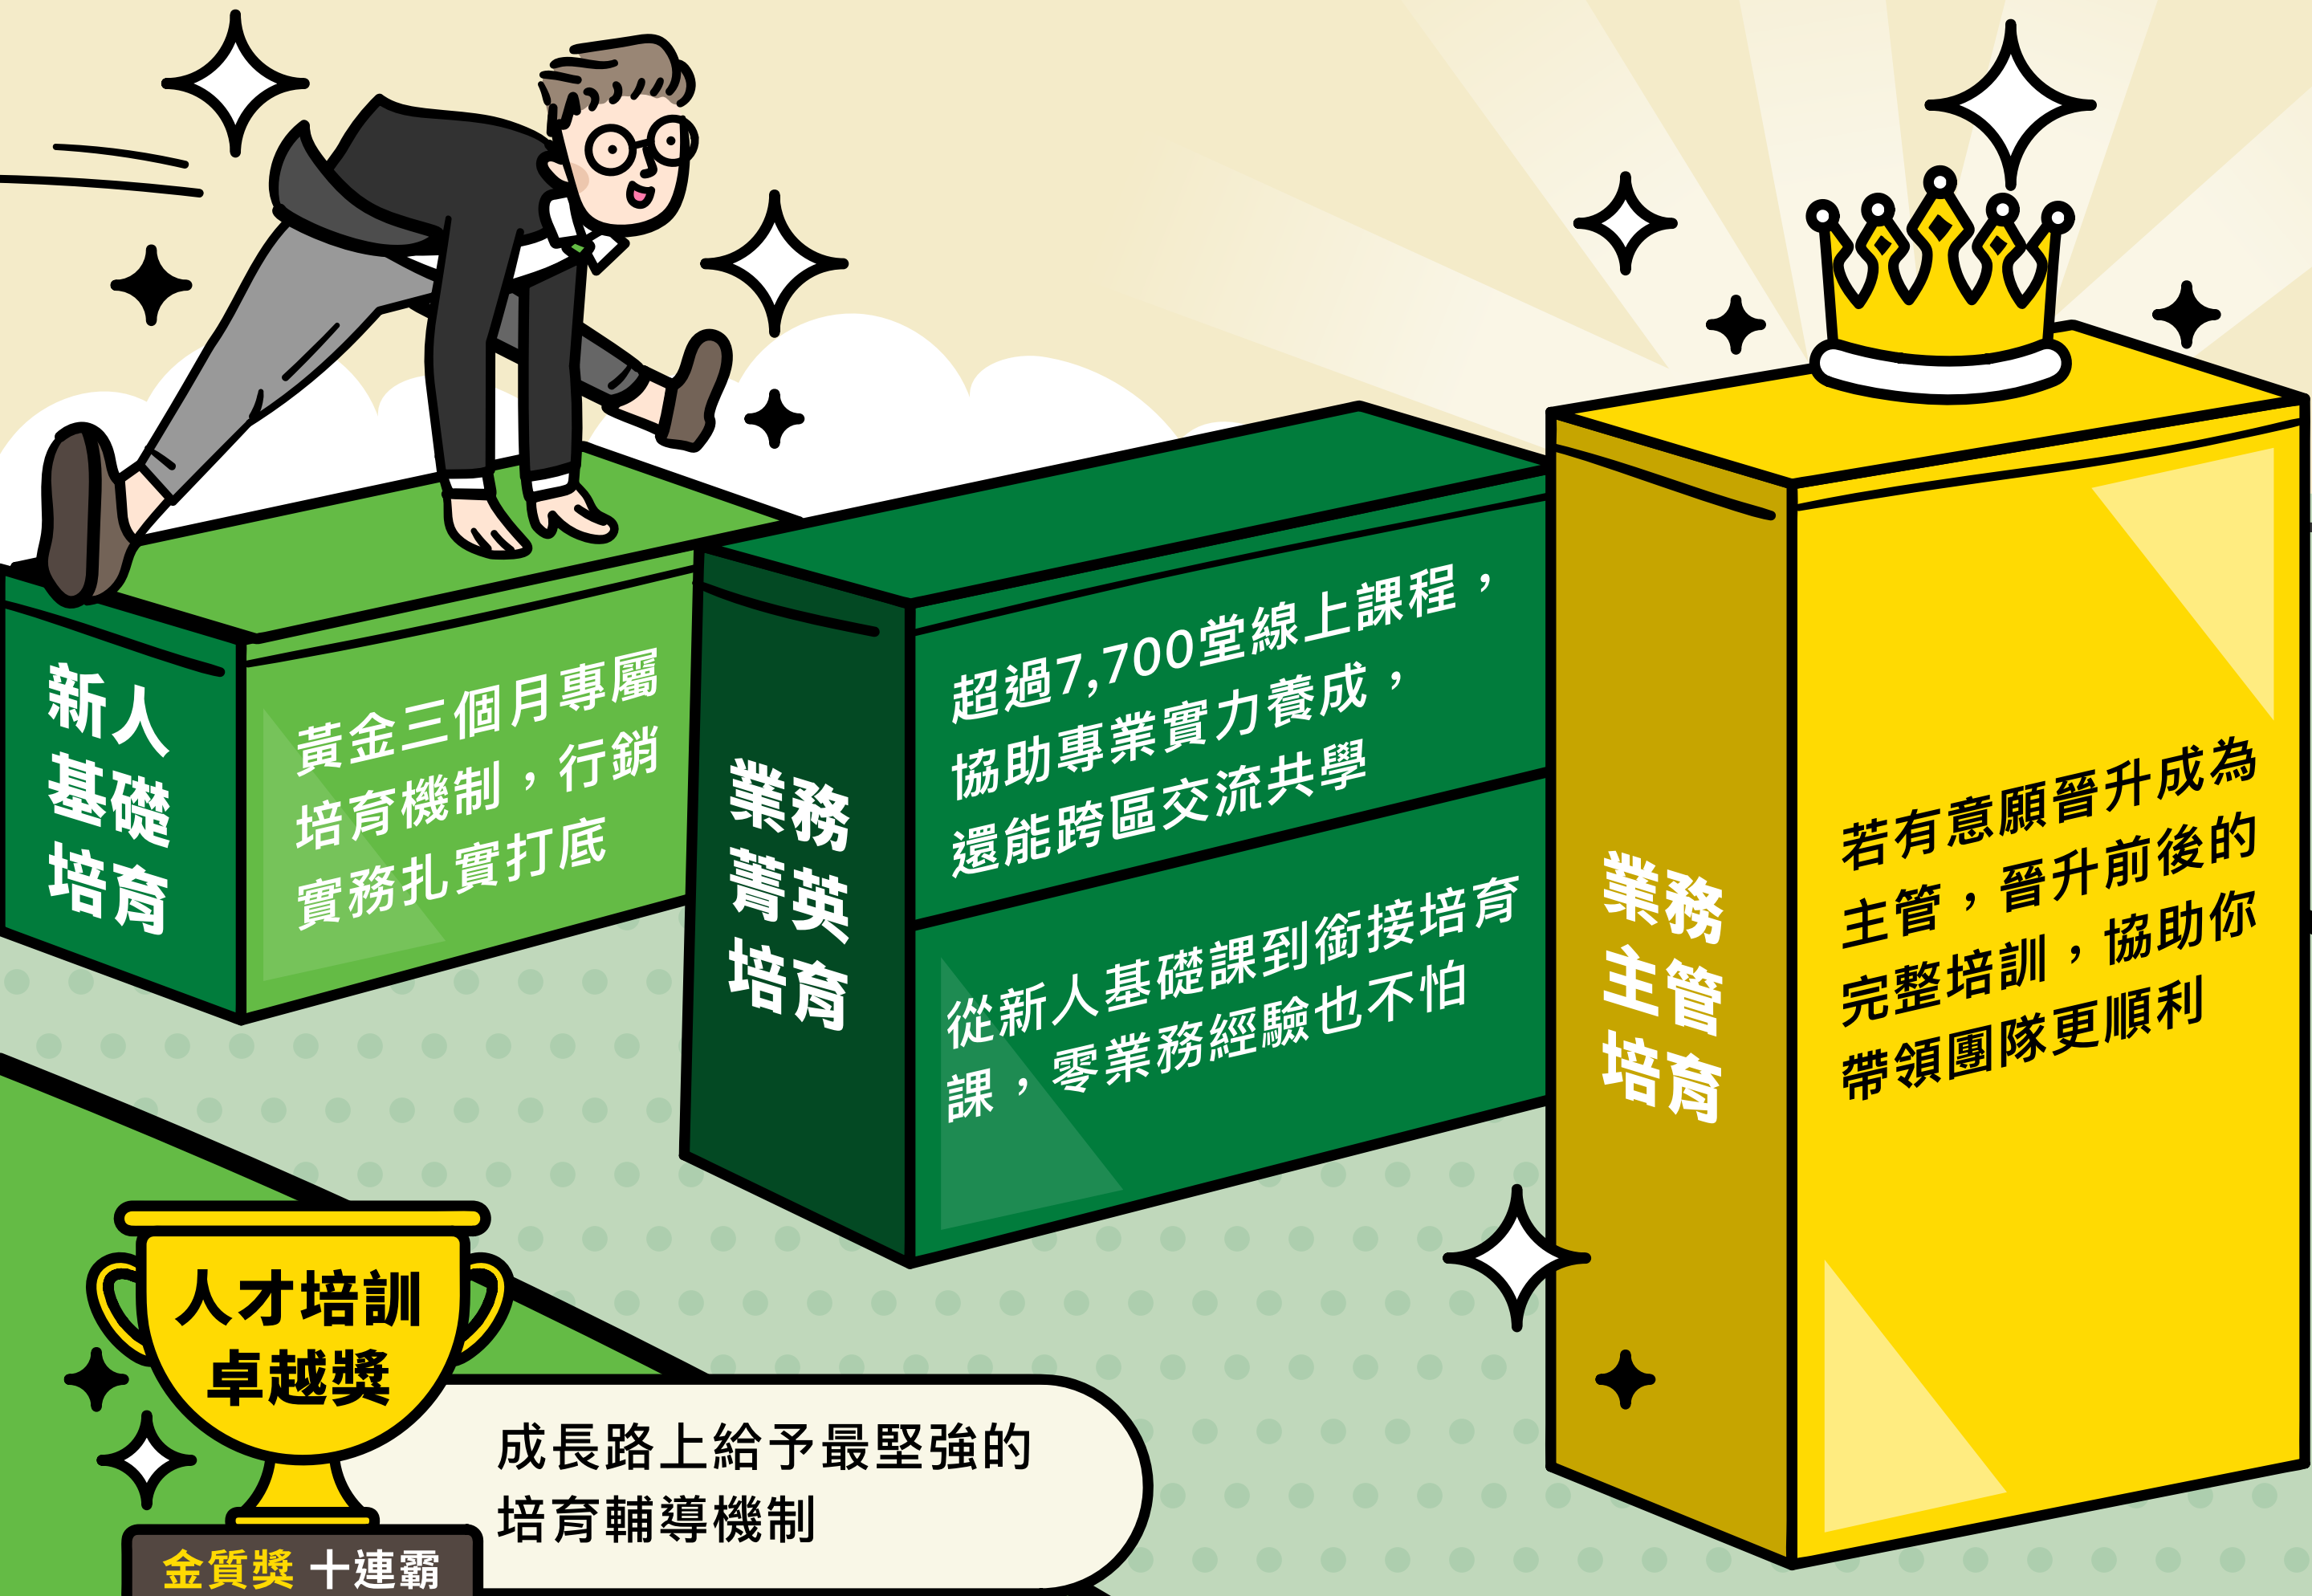 新人
基礎
培育
黃金三個月專屬
培育機制，行銷
實務扎實打底
業務
菁英
培育
超過7,700堂線上課程，
協助專業實力養成，
還能跨區交流共學
從新人基礎課到銜接培育
課，零業務經驗也不怕
業務
主管
培育
若有意願晉升成為
主管，晉升前後的
完整培訓，協助你
帶領團隊更順利
人才培訓
卓越獎
金質獎 十連霸
成長路上給予最堅強的
培育輔導機制